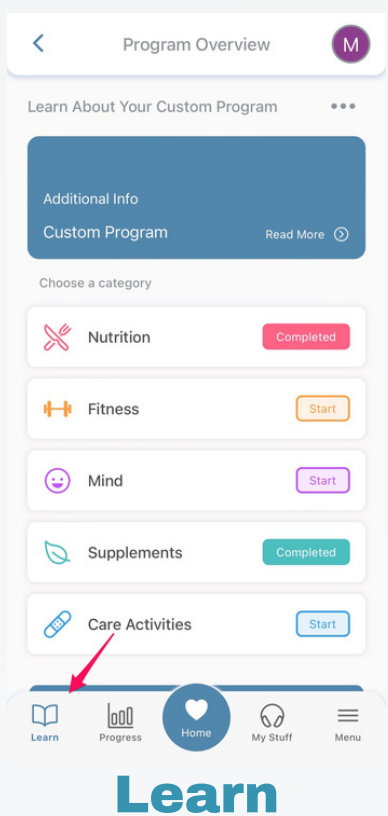 Program Overview
M
Learn About Your Custom Program
Additional Info
Custom Program
Read More
Choose a category
Nutrition
Completed
Fitness
Start
Mind
Start
Supplements
Completed
Care Activities
Start
Learn
Progress
Home
My Stuff
Menu
Learn